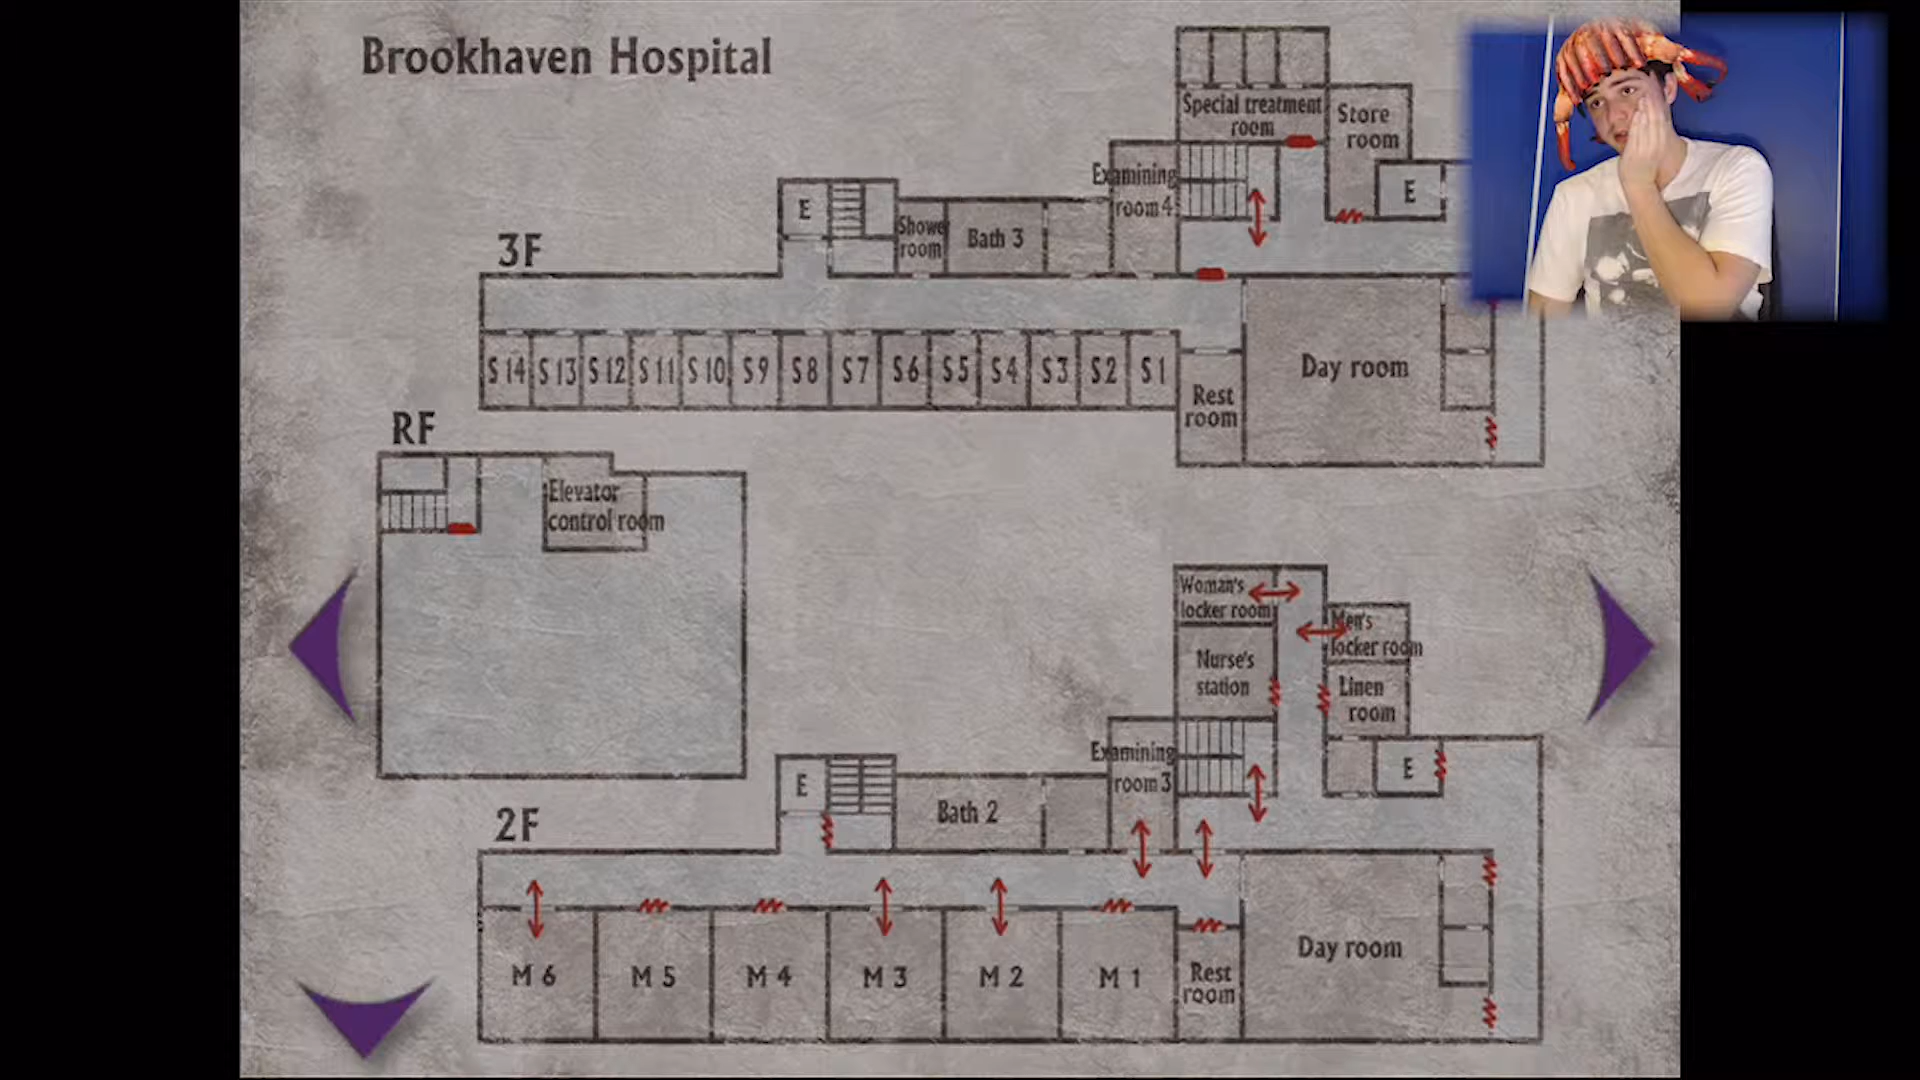 Brookhaven Hospital
Special treatment
room
Store
room
Examining
room 4
E
E
Showe
room
Bath 3
3F
S 14
S 13
S 12
S 11
S 10
S 9
S 8
S 7
S 6
S 5
S 4
S 3
S 2
S 1
Rest
room
Day room
RF
Elevator
control room
Woman's
locker room
Men's
locker room
Nurse's
station
Linen
room
Examining
room 3
E
E
Bath 2
2F
M 6
M 5
M 4
M 3
M 2
M 1
Rest
room
Day room